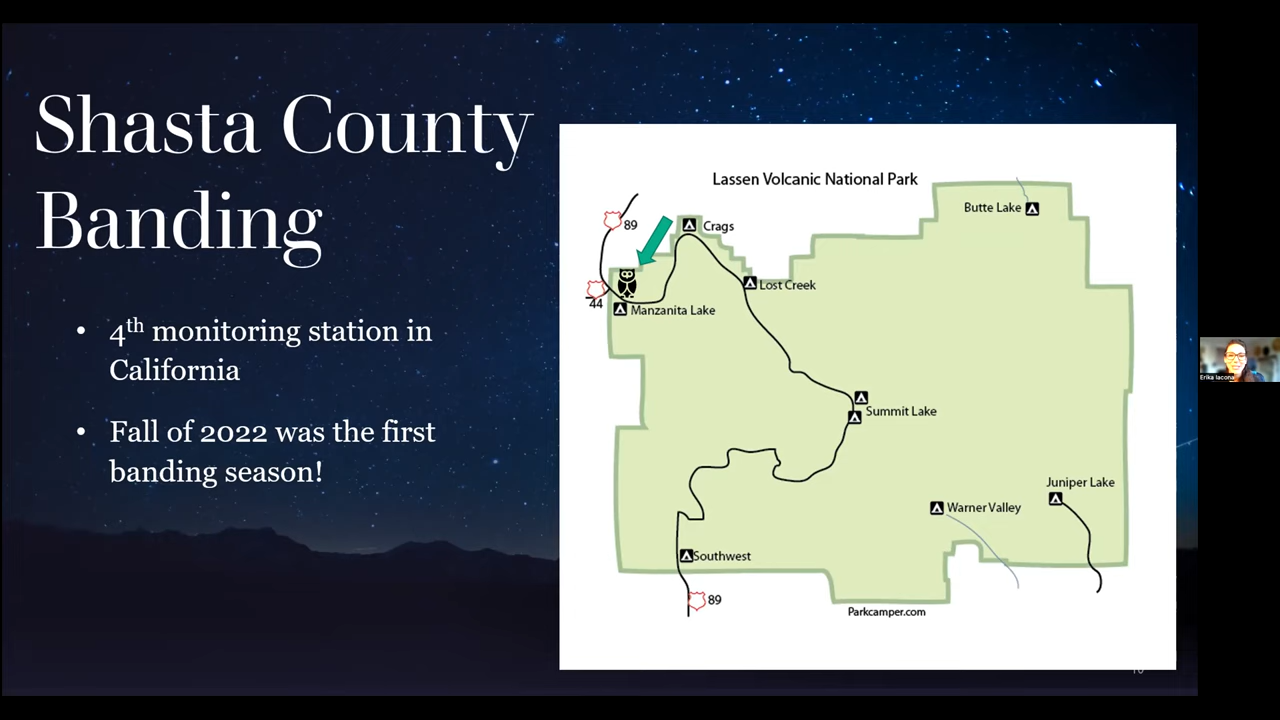 Shasta County
Banding
• 4th monitoring station in
California
• Fall of 2022 was the first
banding season!
Lassen Volcanic National Park
Butte Lake
89
Crags
Lost Creek
44
Manzanita Lake
Summit Lake
Juniper Lake
Warner Valley
Southwest
89
Parkcamper.com
Erika Iacona